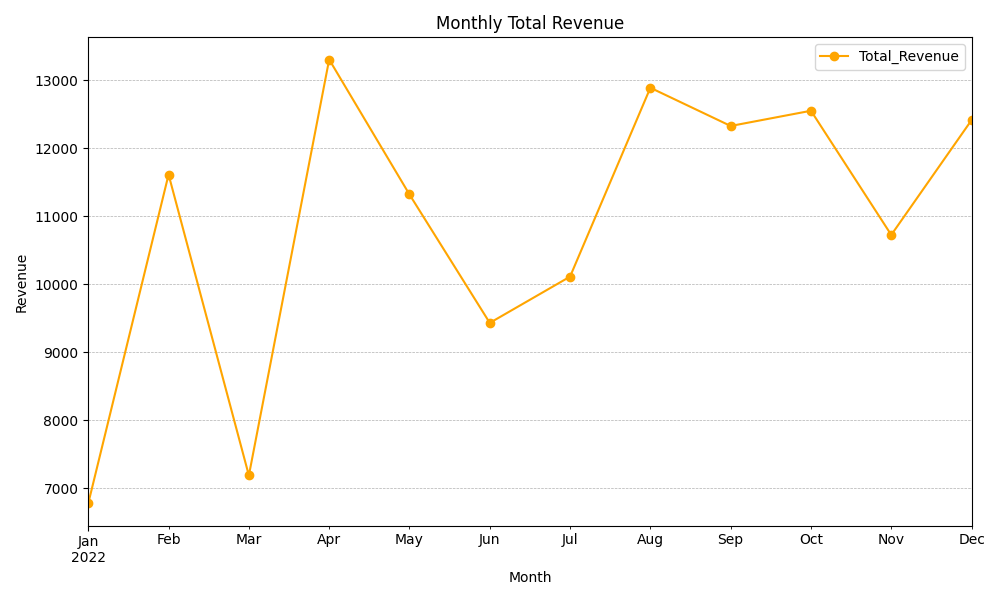 Monthly Total Revenue
Total_Revenue
Revenue
13000
12000
11000
10000
9000
8000
7000
Jan Feb Mar Apr May Jun Jul Aug Sep Oct Nov Dec
2022
Month